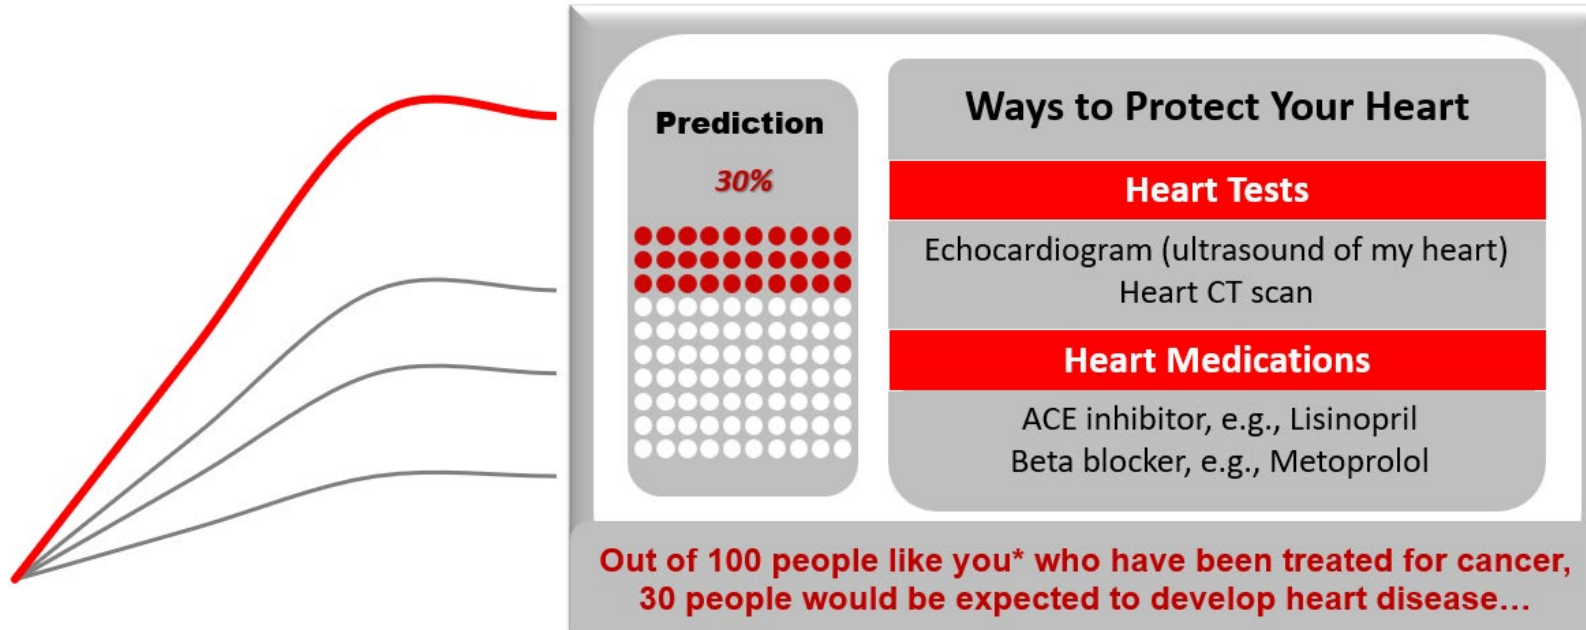 Prediction
30%
Ways to Protect Your Heart
Heart Tests
Echocardiogram (ultrasound of my heart)
Heart CT scan
Heart Medications
ACE inhibitor, e.g., Lisinopril
Beta blocker, e.g., Metoprolol
Out of 100 people like you* who have been treated for cancer,
30 people would be expected to develop heart disease…